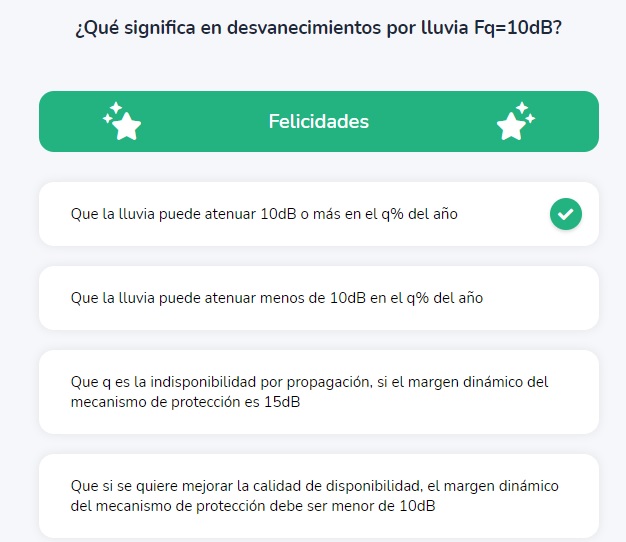 ¿Qué significa en desvanecimientos por lluvia Fq=10dB?
Felicidades
Que la lluvia puede atenuar 10dB o más en el q% del año
Que la lluvia puede atenuar menos de 10dB en el q% del año
Que q es la indisponibilidad por propagación, si el margen dinámico del
mecanismo de protección es 15dB
Que si se quiere mejorar la calidad de disponibilidad, el margen dinámico
del mecanismo de protección debe ser menor de 10dB